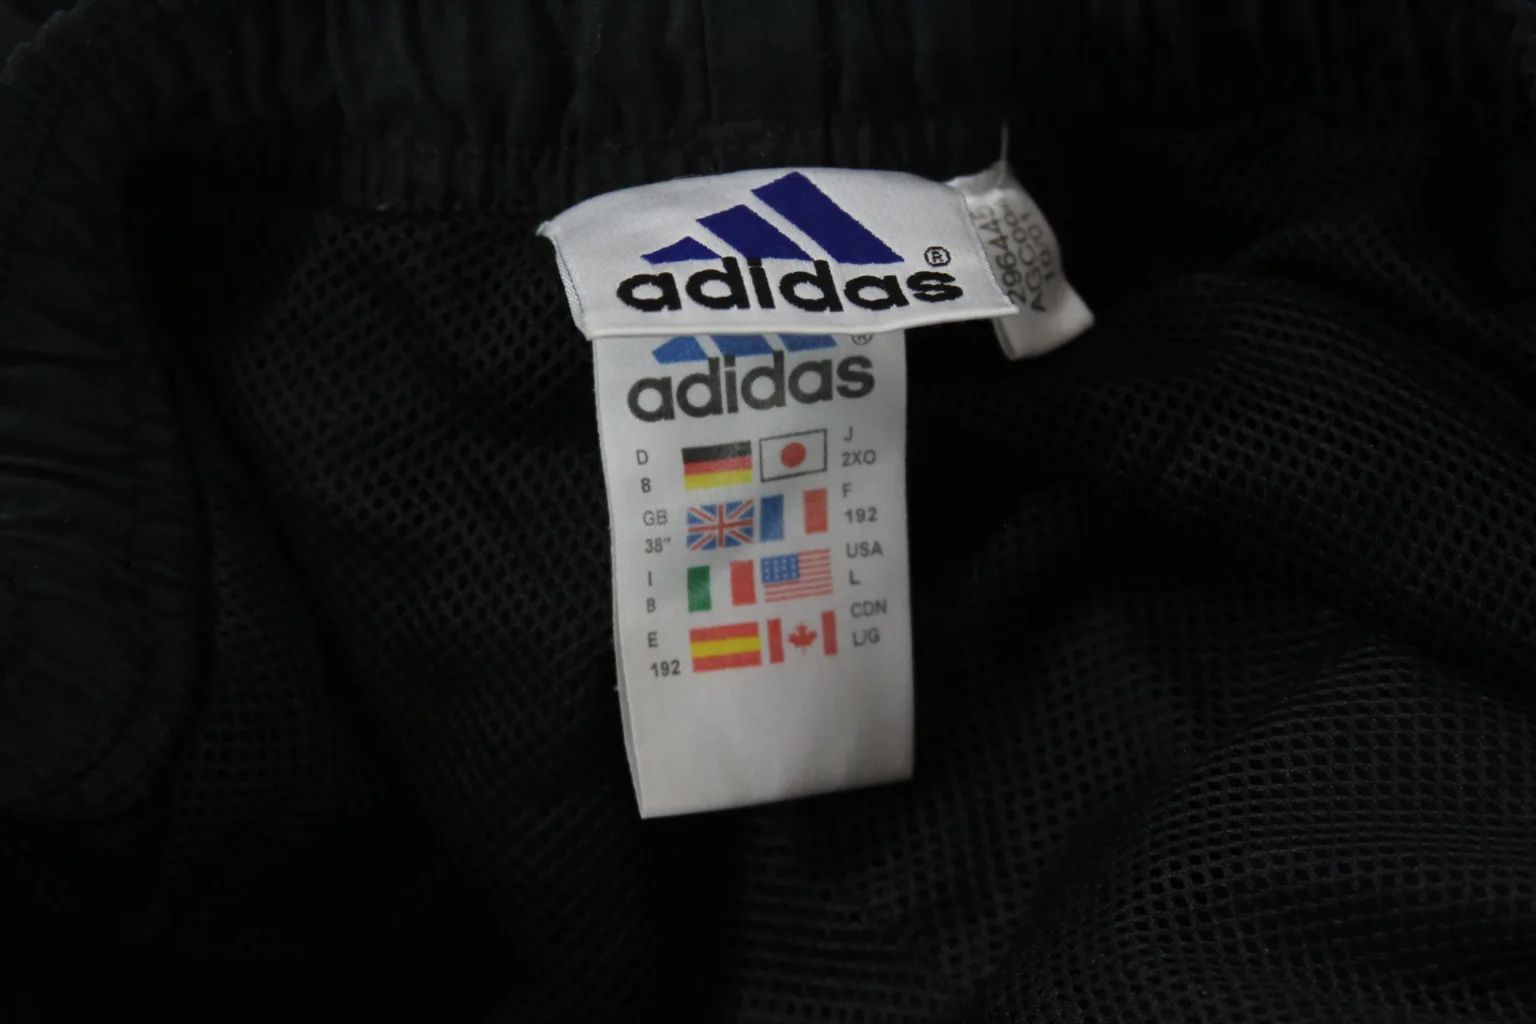 adidas®
adidas®
D J
8 2XO
GB F
38" 192
I USA
8 L
E CDN
192 L/G